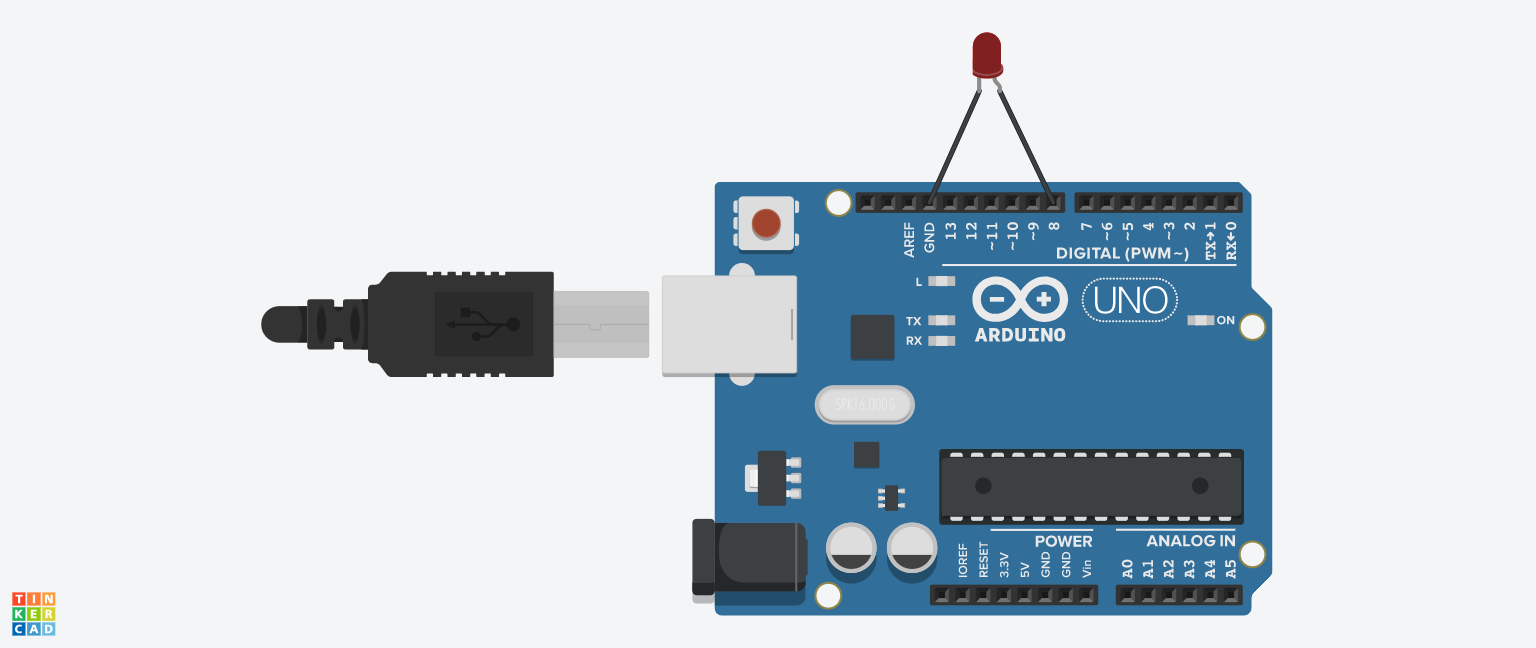 AREF
GND
13
12
~11
~10
~9
8
7
~6
~5
4
~3
2
TX→1
RX←0
DIGITAL (PWM~)
L
TX
RX
ARDUINO
UNO
ON
SPK16.000G
POWER
ANALOG IN
IOREF
RESET
3.3V
5V
GND
GND
Vin
A0
A1
A2
A3
A4
A5
TIN
KER
CAD